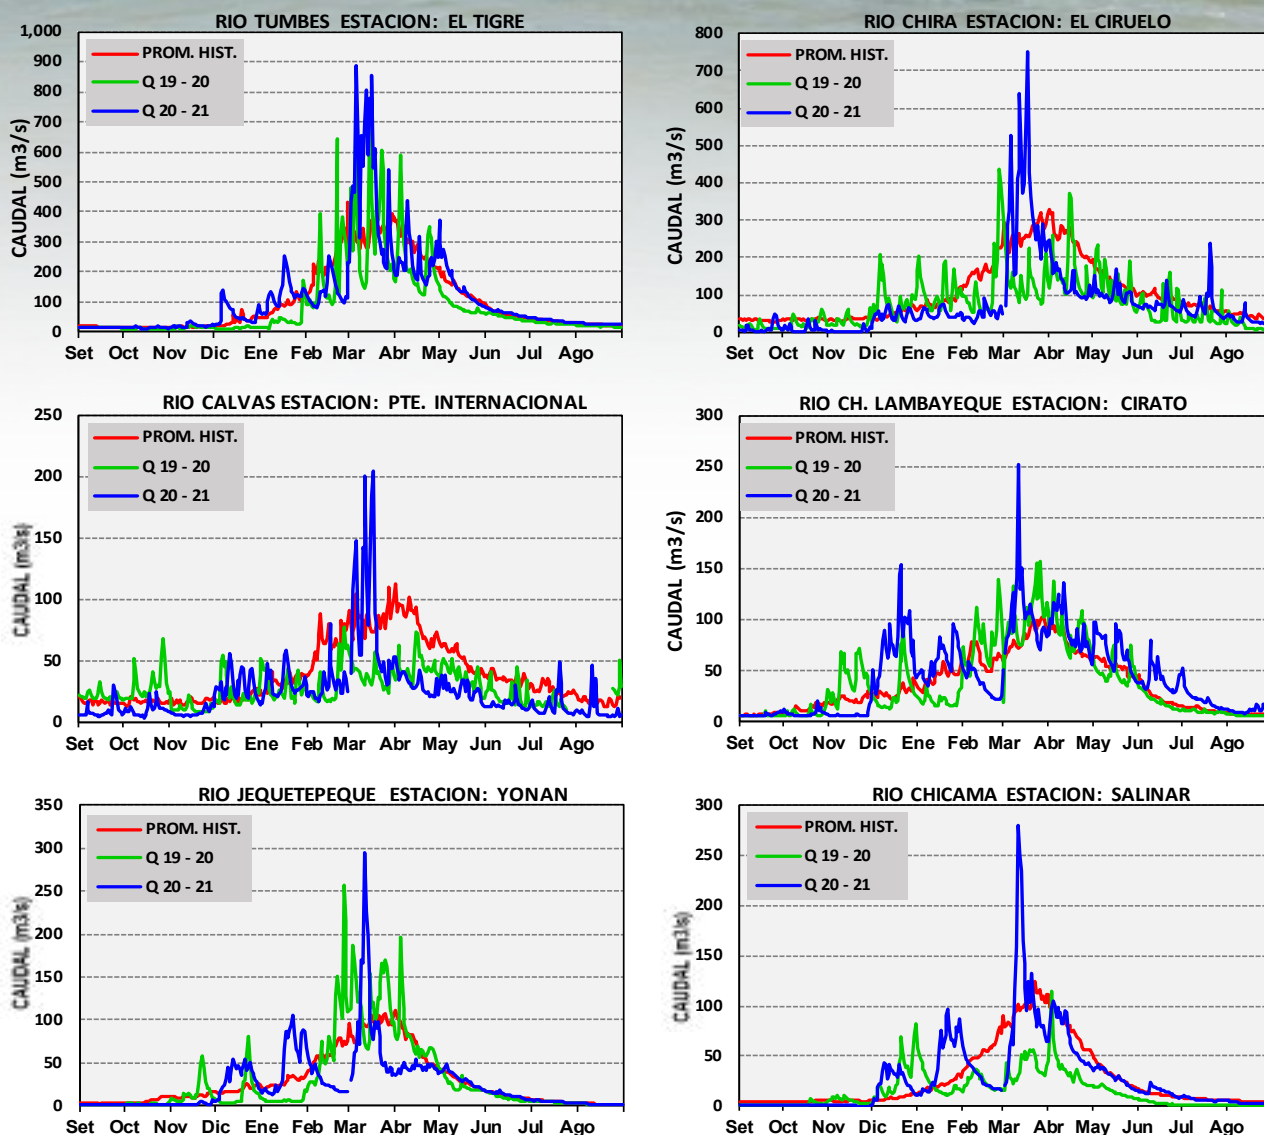 RIO TUMBES ESTACION: EL TIGRE
CAUDAL (m3/s)
1,000
900
800
700
600
500
400
300
200
100
0
PROM. HIST.
Q 19 - 20
Q 20 - 21
Set Oct Nov Dic Ene Feb Mar Abr May Jun Jul Ago
RIO CHIRA ESTACION: EL CIRUELO
CAUDAL (m3/s)
800
700
600
500
400
300
200
100
0
PROM. HIST.
Q 19 - 20
Q 20 - 21
Set Oct Nov Dic Ene Feb Mar Abr May Jun Jul Ago
RIO CALVAS ESTACION: PTE. INTERNACIONAL
CAUDAL (m3/s)
250
200
150
100
50
0
PROM. HIST.
Q 19 - 20
Q 20 - 21
Set Oct Nov Dic Ene Feb Mar Abr May Jun Jul Ago
RIO CH. LAMBAYEQUE ESTACION: CIRATO
CAUDAL (m3/s)
300
250
200
150
100
50
0
PROM. HIST.
Q 19 - 20
Q 20 - 21
Set Oct Nov Dic Ene Feb Mar Abr May Jun Jul Ago
RIO JEQUETEPEQUE ESTACION: YONAN
CAUDAL (m3/s)
350
300
250
200
150
100
50
0
PROM. HIST.
Q 19 - 20
Q 20 - 21
Set Oct Nov Dic Ene Feb Mar Abr May Jun Jul Ago
RIO CHICAMA ESTACION: SALINAR
CAUDAL (m3/s)
300
250
200
150
100
50
0
PROM. HIST.
Q 19 - 20
Q 20 - 21
Set Oct Nov Dic Ene Feb Mar Abr May Jun Jul Ago